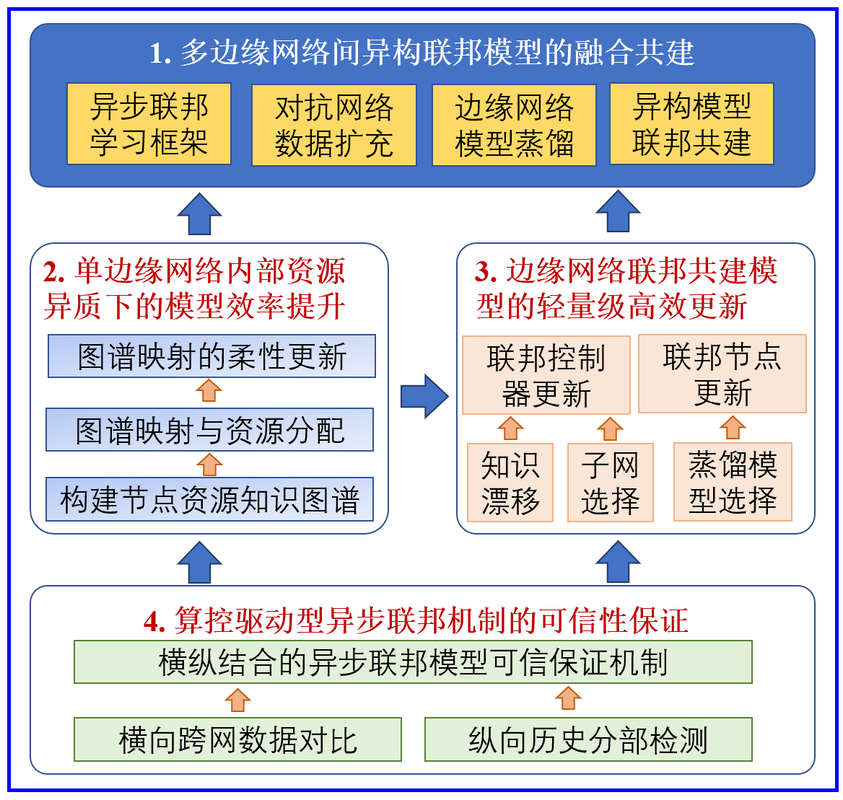 1. 多边缘网络间异构联邦模型的融合共建
异步联邦
学习框架
对抗网络
数据扩充
边缘网络
模型蒸馏
异构模型
联邦共建
2. 单边缘网络内部资源
异质下的模型效率提升
图谱映射的柔性更新
图谱映射与资源分配
构建节点资源知识图谱
3. 边缘网络联邦共建模
型的轻量级高效更新
联邦控制
器更新
联邦节点
更新
知识
漂移
子网
选择
蒸馏模
型选择
4. 算控驱动型异步联邦机制的可信性保证
横纵结合的异步联邦模型可信保证机制
横向跨网数据对比
纵向历史分部检测